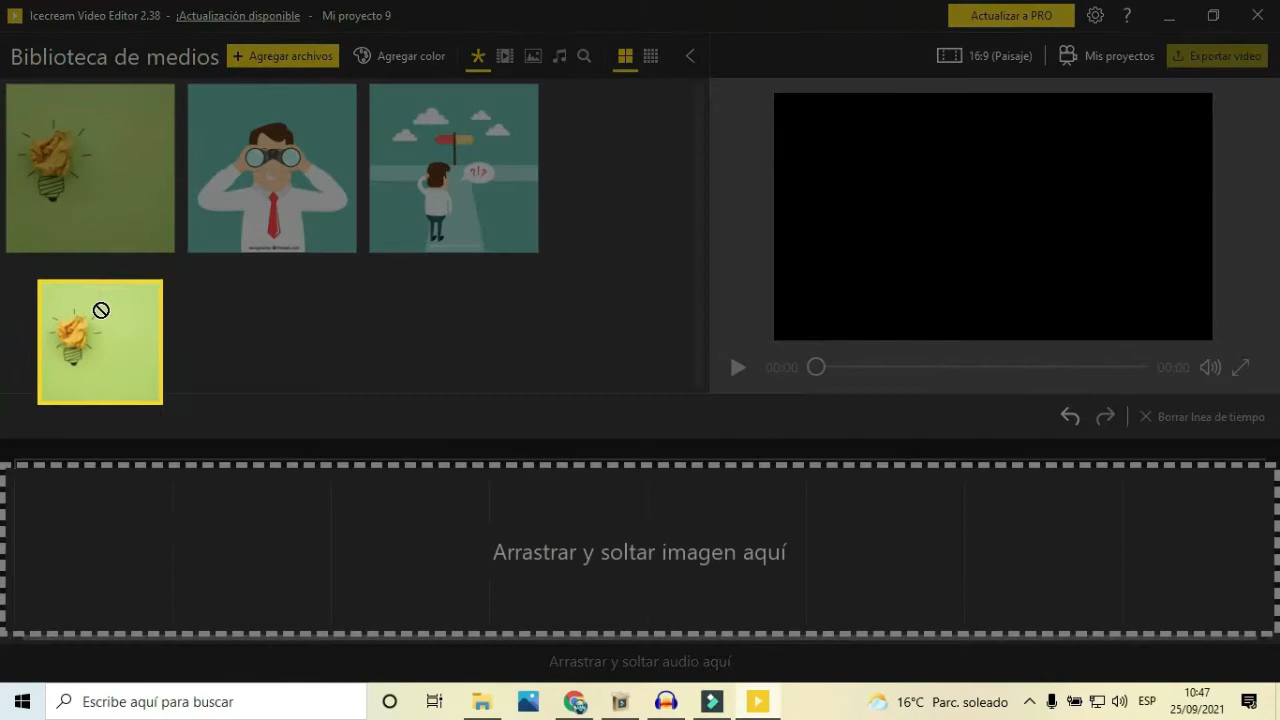 Icecream Video Editor 2.38 - ¡Actualización disponible - Mi proyecto 9
Actualizar a PRO
?
Biblioteca de medios
+ Agregar archivos
Agregar color
16:9 (Paisaje)
Mis proyectos
Exportar video
?!?
00:00
00:00
Borrar lnea de tiempo
Arrastrar y soltar imagen aquí
Arrastrar y soltar audio aquí
Escribe aquí para buscar
16°C Parc. soleado
ESP
10:47
25/09/2021